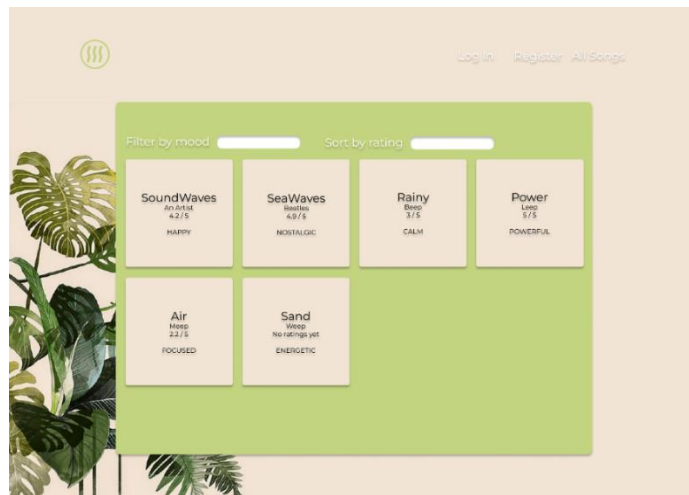 Log In Register All Songs
Filter by mood Sort by rating
SoundWaves
An Artist
4.2 / 5
HAPPY
SeaWaves
Beatles
4.9 / 5
NOSTALGIC
Rainy
Beep
3 / 5
CALM
Power
Leep
5 / 5
POWERFUL
Air
Meep
2.2 / 5
FOCUSED
Sand
Weep
No ratings yet
ENERGETIC